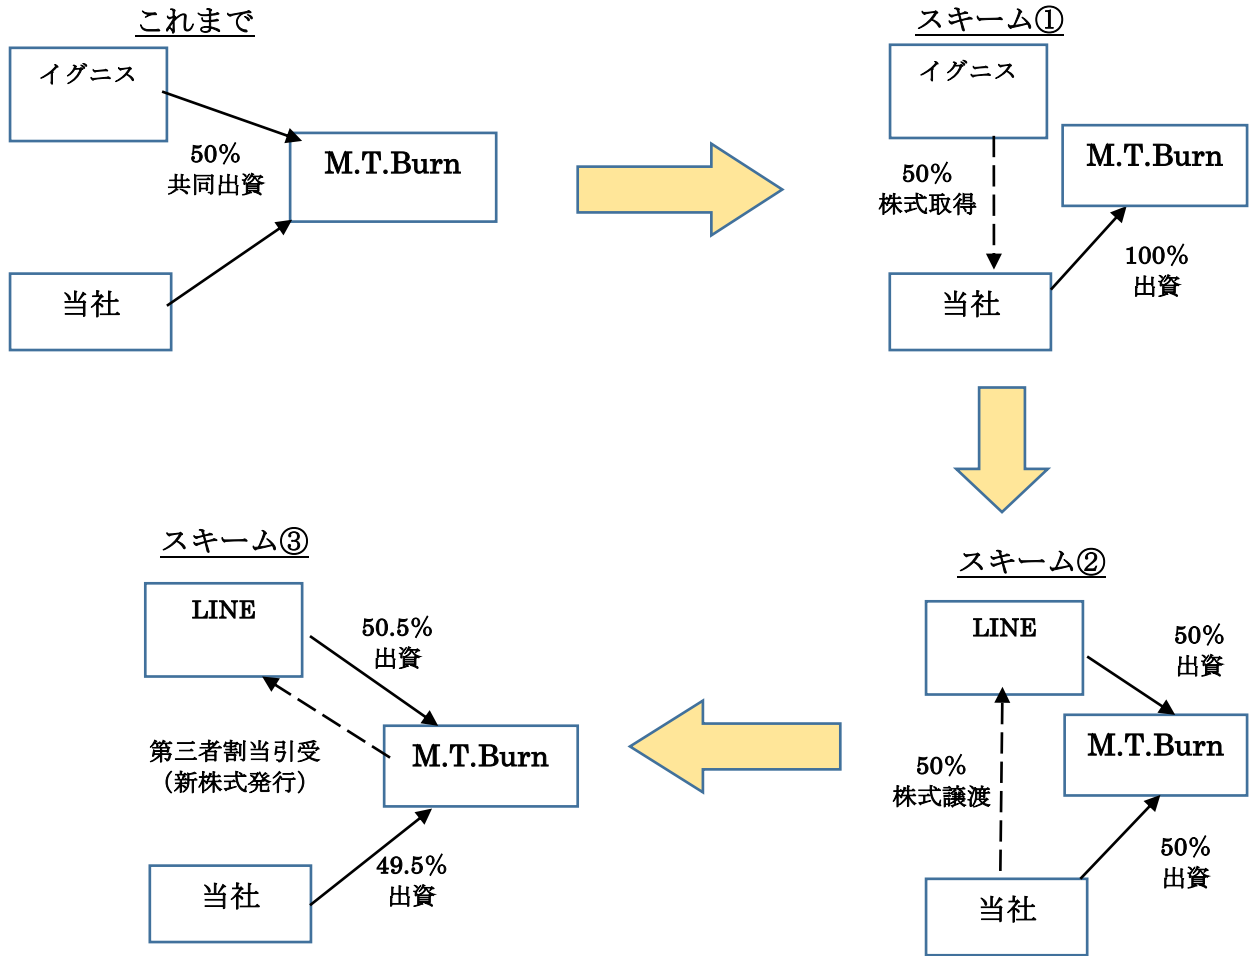 これまで
イグニス
50%
共同出資
M.T.Burn
当社
スキーム①
イグニス
50%
株式取得
M.T.Burn
100%
出資
当社
スキーム②
LINE
50%
出資
M.T.Burn
50%
株式譲渡
50%
出資
当社
スキーム③
LINE
50.5%
出資
M.T.Burn
第三者割当引受
（新株式発行）
49.5%
出資
当社